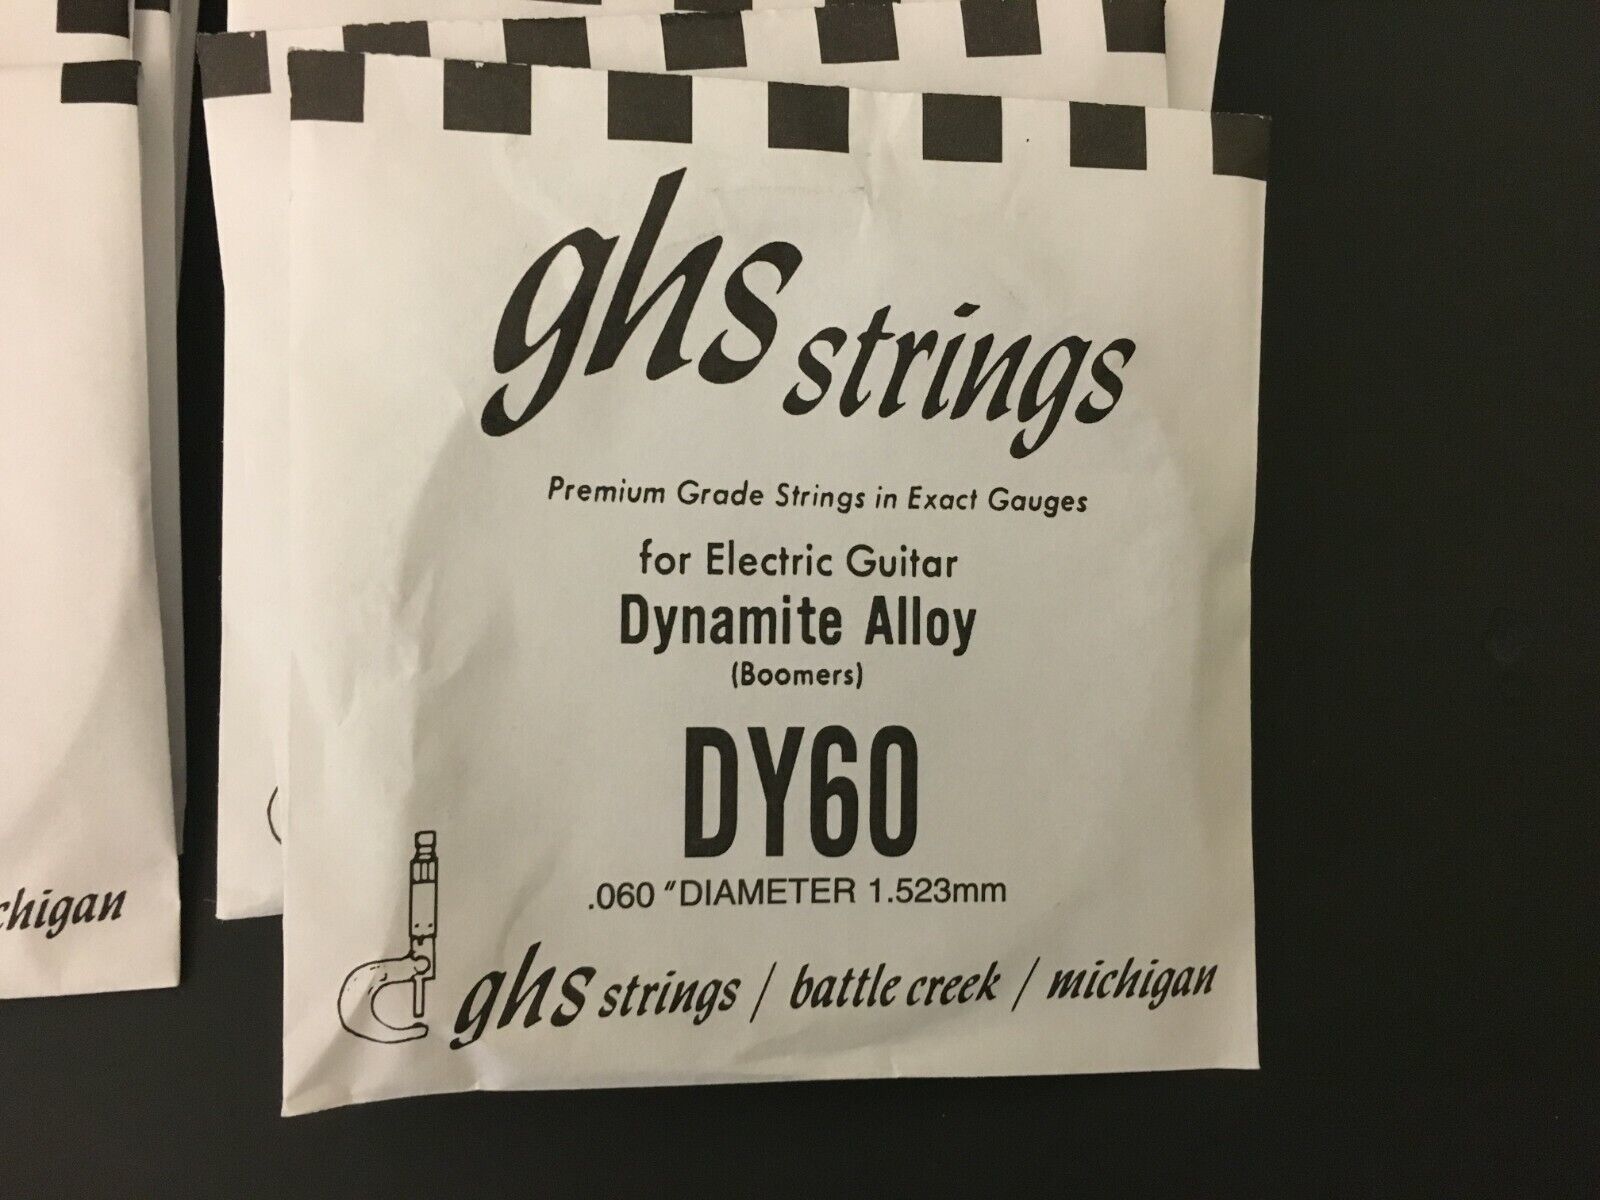 ghs strings
Premium Grade Strings in Exact Gauges
for Electric Guitar
Dynamite Alloy
(Boomers)
DY60
.060 "DIAMETER 1.523mm
ghs strings / battle creek / michigan
chigan